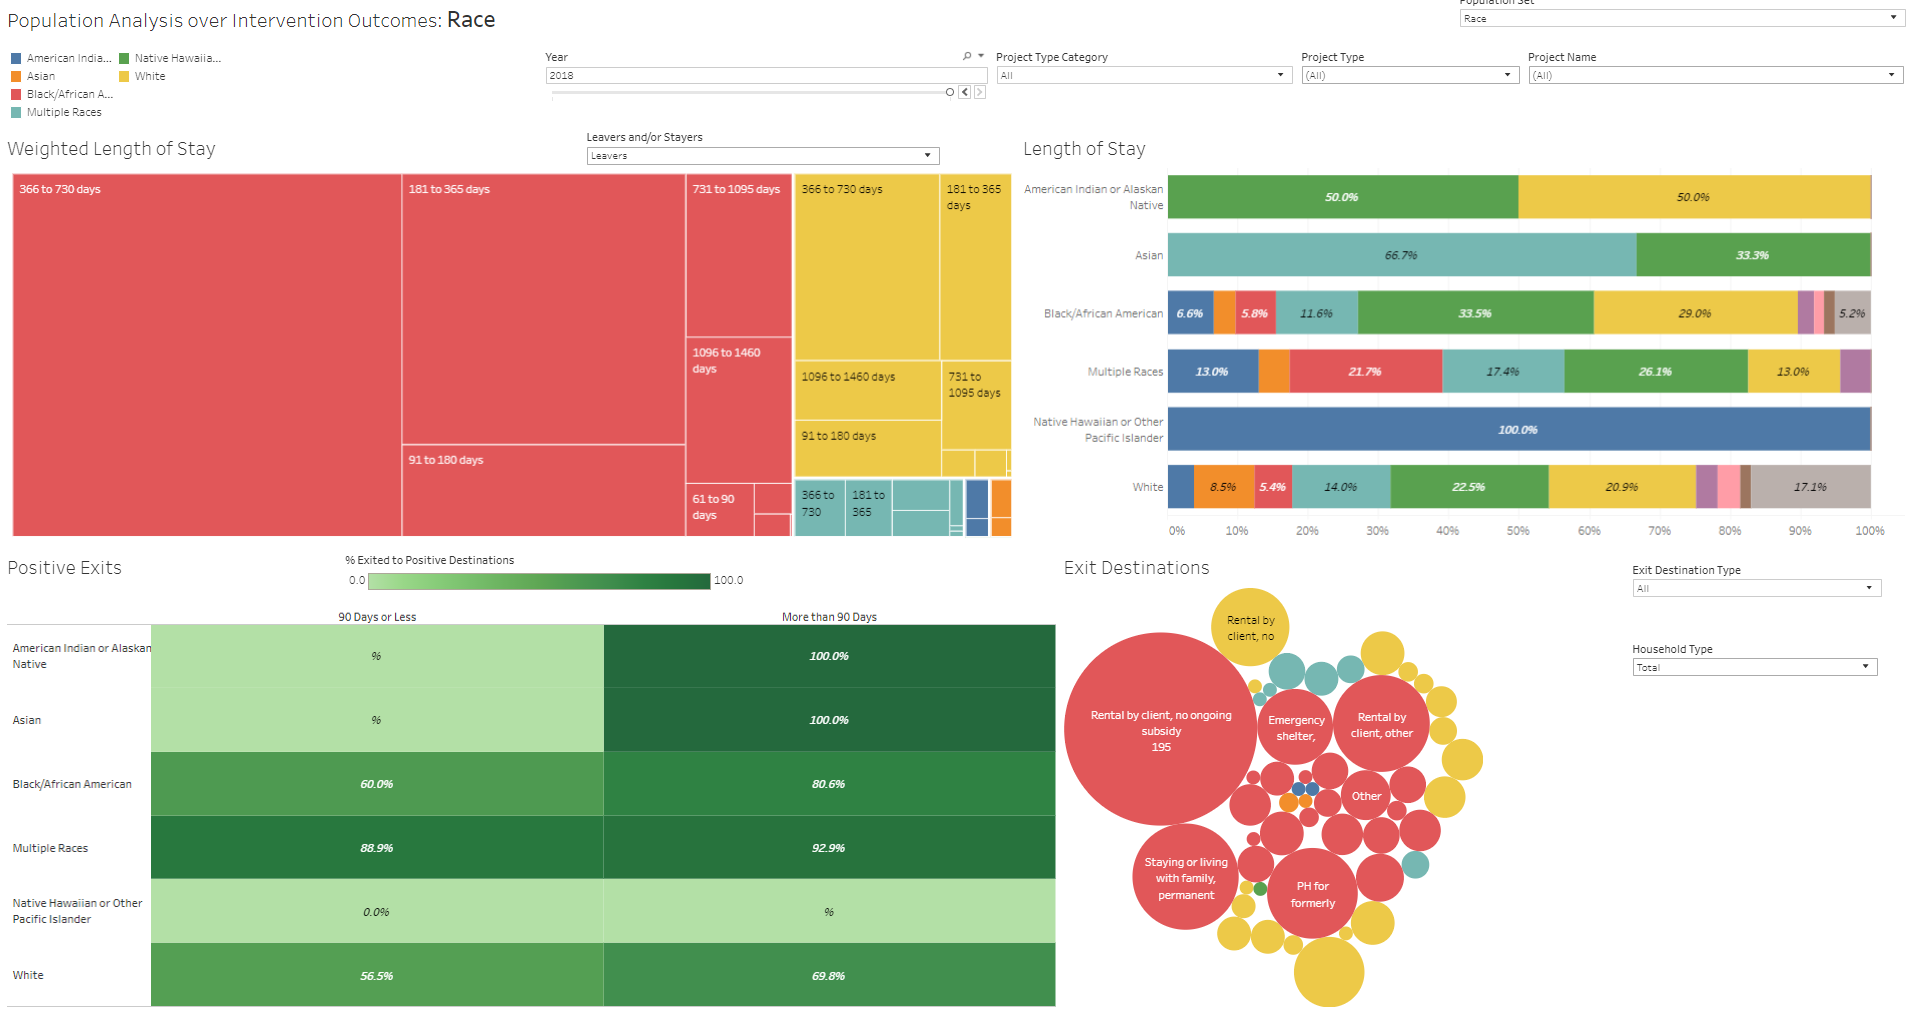 Population Analysis over Intervention Outcomes: Race
Population Set
Race
American India...
Native Hawaiia...
Asian
White
Black/African A...
Multiple Races
Year
2018
Project Type Category
All
Project Type
(All)
Project Name
(All)
Weighted Length of Stay
Leavers and/or Stayers
Leavers
366 to 730 days
181 to 365 days
91 to 180 days
731 to 1095 days
1096 to 1460
days
61 to 90
days
366 to 730 days
181 to 365
days
1096 to 1460 days
731 to
1095 days
91 to 180 days
366 to
730
181 to
365
Length of Stay
American Indian or Alaskan
Native
50.0%
50.0%
Asian
66.7%
33.3%
Black/African American
6.6%
5.8%
11.6%
33.5%
29.0%
5.2%
Multiple Races
13.0%
21.7%
17.4%
26.1%
13.0%
Native Hawaiian or Other
Pacific Islander
100.0%
White
8.5%
5.4%
14.0%
22.5%
20.9%
17.1%
0%
10%
20%
30%
40%
50%
60%
70%
80%
90%
100%
Positive Exits
% Exited to Positive Destinations
0.0
100.0
90 Days or Less
More than 90 Days
American Indian or Alaskan
Native
%
100.0%
Asian
%
100.0%
Black/African American
60.0%
80.6%
Multiple Races
88.9%
92.9%
Native Hawaiian or Other
Pacific Islander
0.0%
%
White
56.5%
69.8%
Exit Destinations
Rental by
client, no
Rental by client, no ongoing
subsidy
195
Emergency
shelter,
Rental by
client, other
Other
Staying or living
with family,
permanent
PH for
formerly
Exit Destination Type
All
Household Type
Total